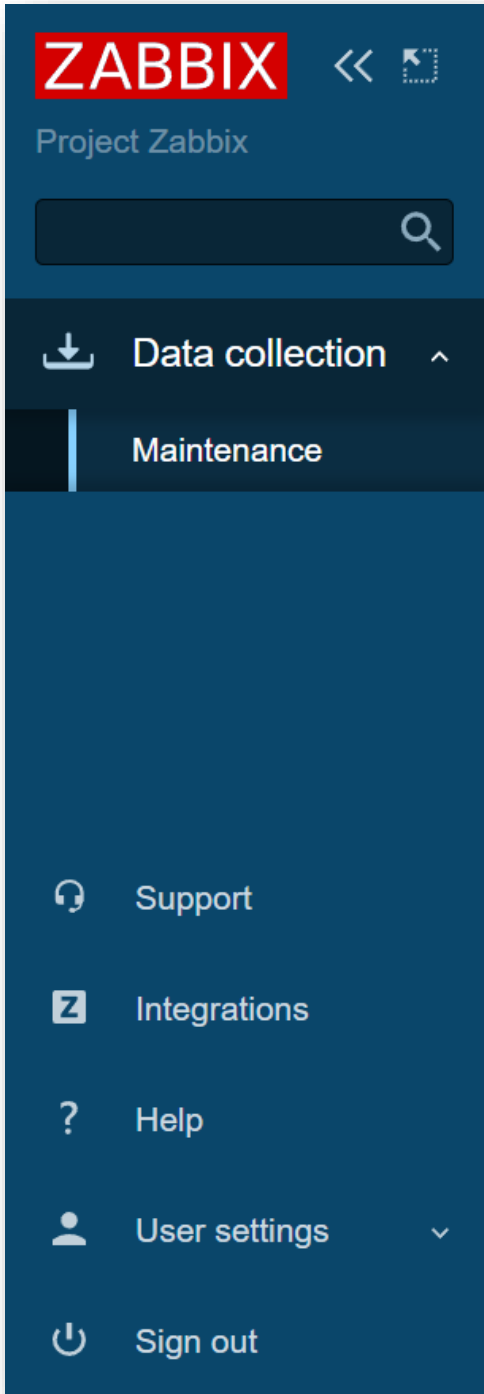 ZABBIX
Project Zabbix
Data collection
Maintenance
Support
Z Integrations
? Help
User settings
Sign out